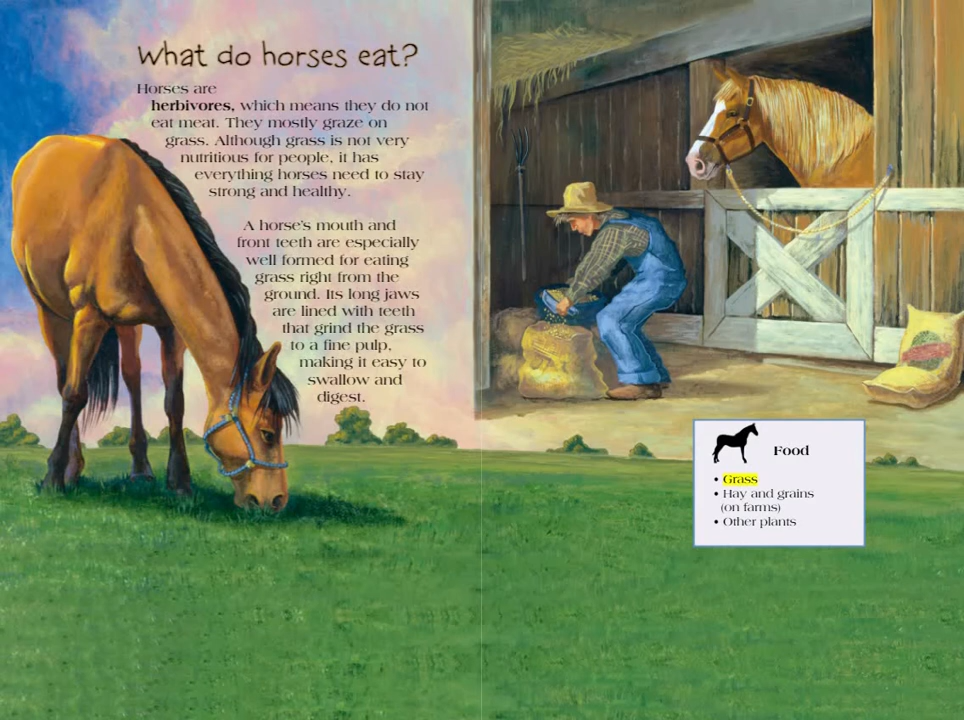 What do horses eat?
Horses are
herbivores, which means they do not
eat meat. They mostly graze on
grass. Although grass is not very
nutritious for people, it has
everything horses need to stay
strong and healthy.
A horse's mouth and
front teeth are especially
well formed for eating
grass right from the
ground. Its long jaws
are lined with teeth
that grind the grass
to a fine pulp,
making it easy to
swallow and
digest.
Food
• Grass
• Hay and grains
(on farms)
• Other plants